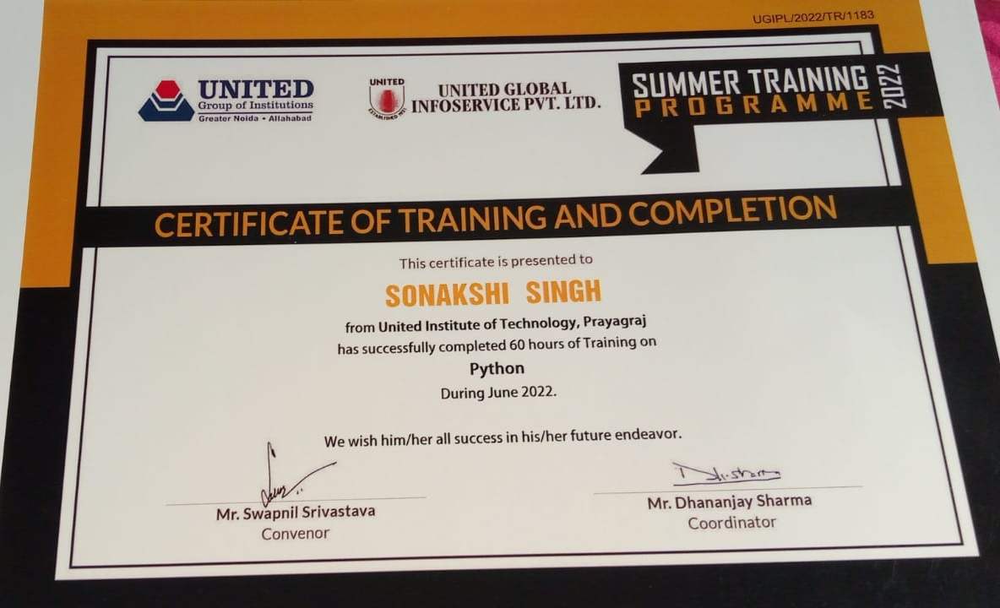 UGIPL/2022/TR/1183
UNITED
Group of Institutions
Greater Noida • Allahabad
UNITED
ESTABLISHED 1951
UNITED GLOBAL
INFOSERVICE PVT. LTD.
SUMMER TRAINING
PROGRAMME
2022
CERTIFICATE OF TRAINING AND COMPLETION
This certificate is presented to
SONAKSHI SINGH
from United Institute of Technology, Prayagraj
has successfully completed 60 hours of Training on
Python
During June 2022.
We wish him/her all success in his/her future endeavor.
Mr. Swapnil Srivastava
Convenor
Dh.sharma
Mr. Dhananjay Sharma
Coordinator